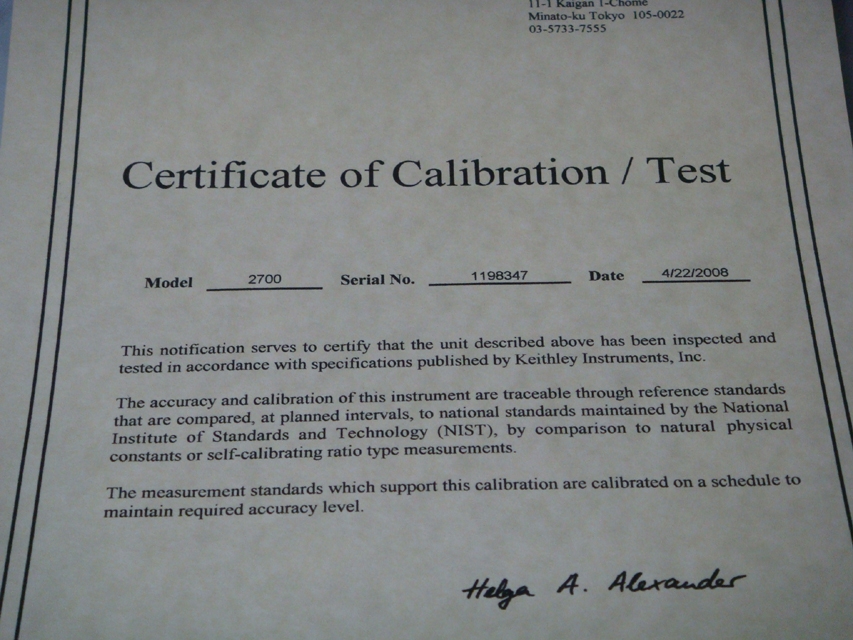 11-1 Kaigan 1-Chome
Minato-ku Tokyo 105-0022
03-5733-7555
Certificate of Calibration / Test
Model 2700 Serial No. 1198347 Date 4/22/2008
This notification serves to certify that the unit described above has been inspected and
tested in accordance with specifications published by Keithley Instruments, Inc.
The accuracy and calibration of this instrument are traceable through reference standards
that are compared, at planned intervals, to national standards maintained by the National
Institute of Standards and Technology (NIST), by comparison to natural physical
constants or self-calibrating ratio type measurements.
The measurement standards which support this calibration are calibrated on a schedule to
maintain required accuracy level.
Helga A. Alexander